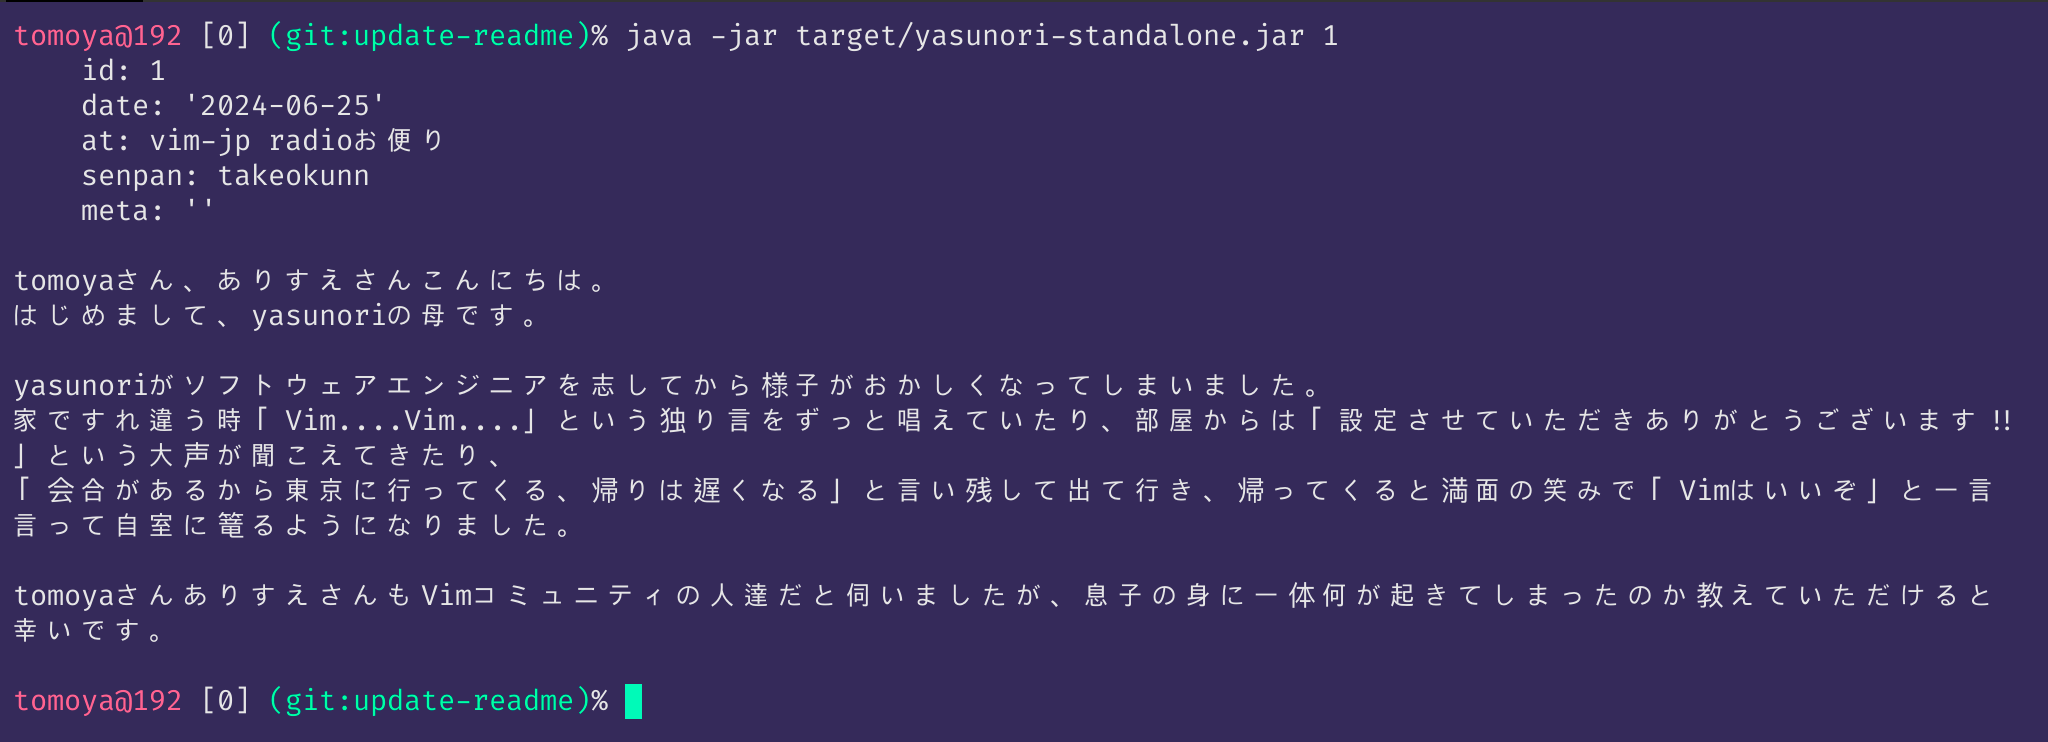 tomoya@192 [0] (git:update-readme)% java -jar target/yasunori-standalone.jar 1
id: 1
date: '2024-06-25'
at: vim-jp radioお便り
senpan: takeokunn
meta: ''
tomoyaさん、ありすえさんこんにちは。
はじめまして、yasunoriの母です。
yasunoriがソフトウェアエンジニアを志してから様子がおかしくなってしまいました。
家ですれ違う時「Vim....Vim....」という独り言をずっと唱えていたり、部屋からは「設定させていただきありがとうございます!!
」という大声が聞こえてきたり、
「会合があるから東京に行ってくる、帰りは遅くなる」と言い残して出て行き、帰ってくると満面の笑みで「Vimはいいぞ」と一言
言って自室に篭るようになりました。
tomoyaさんありすえさんもVimコミュニティの人達だと伺いましたが、息子の身に一体何が起きてしまったのか教えていただけると
幸いです。
tomoya@192 [0] (git:update-readme)%